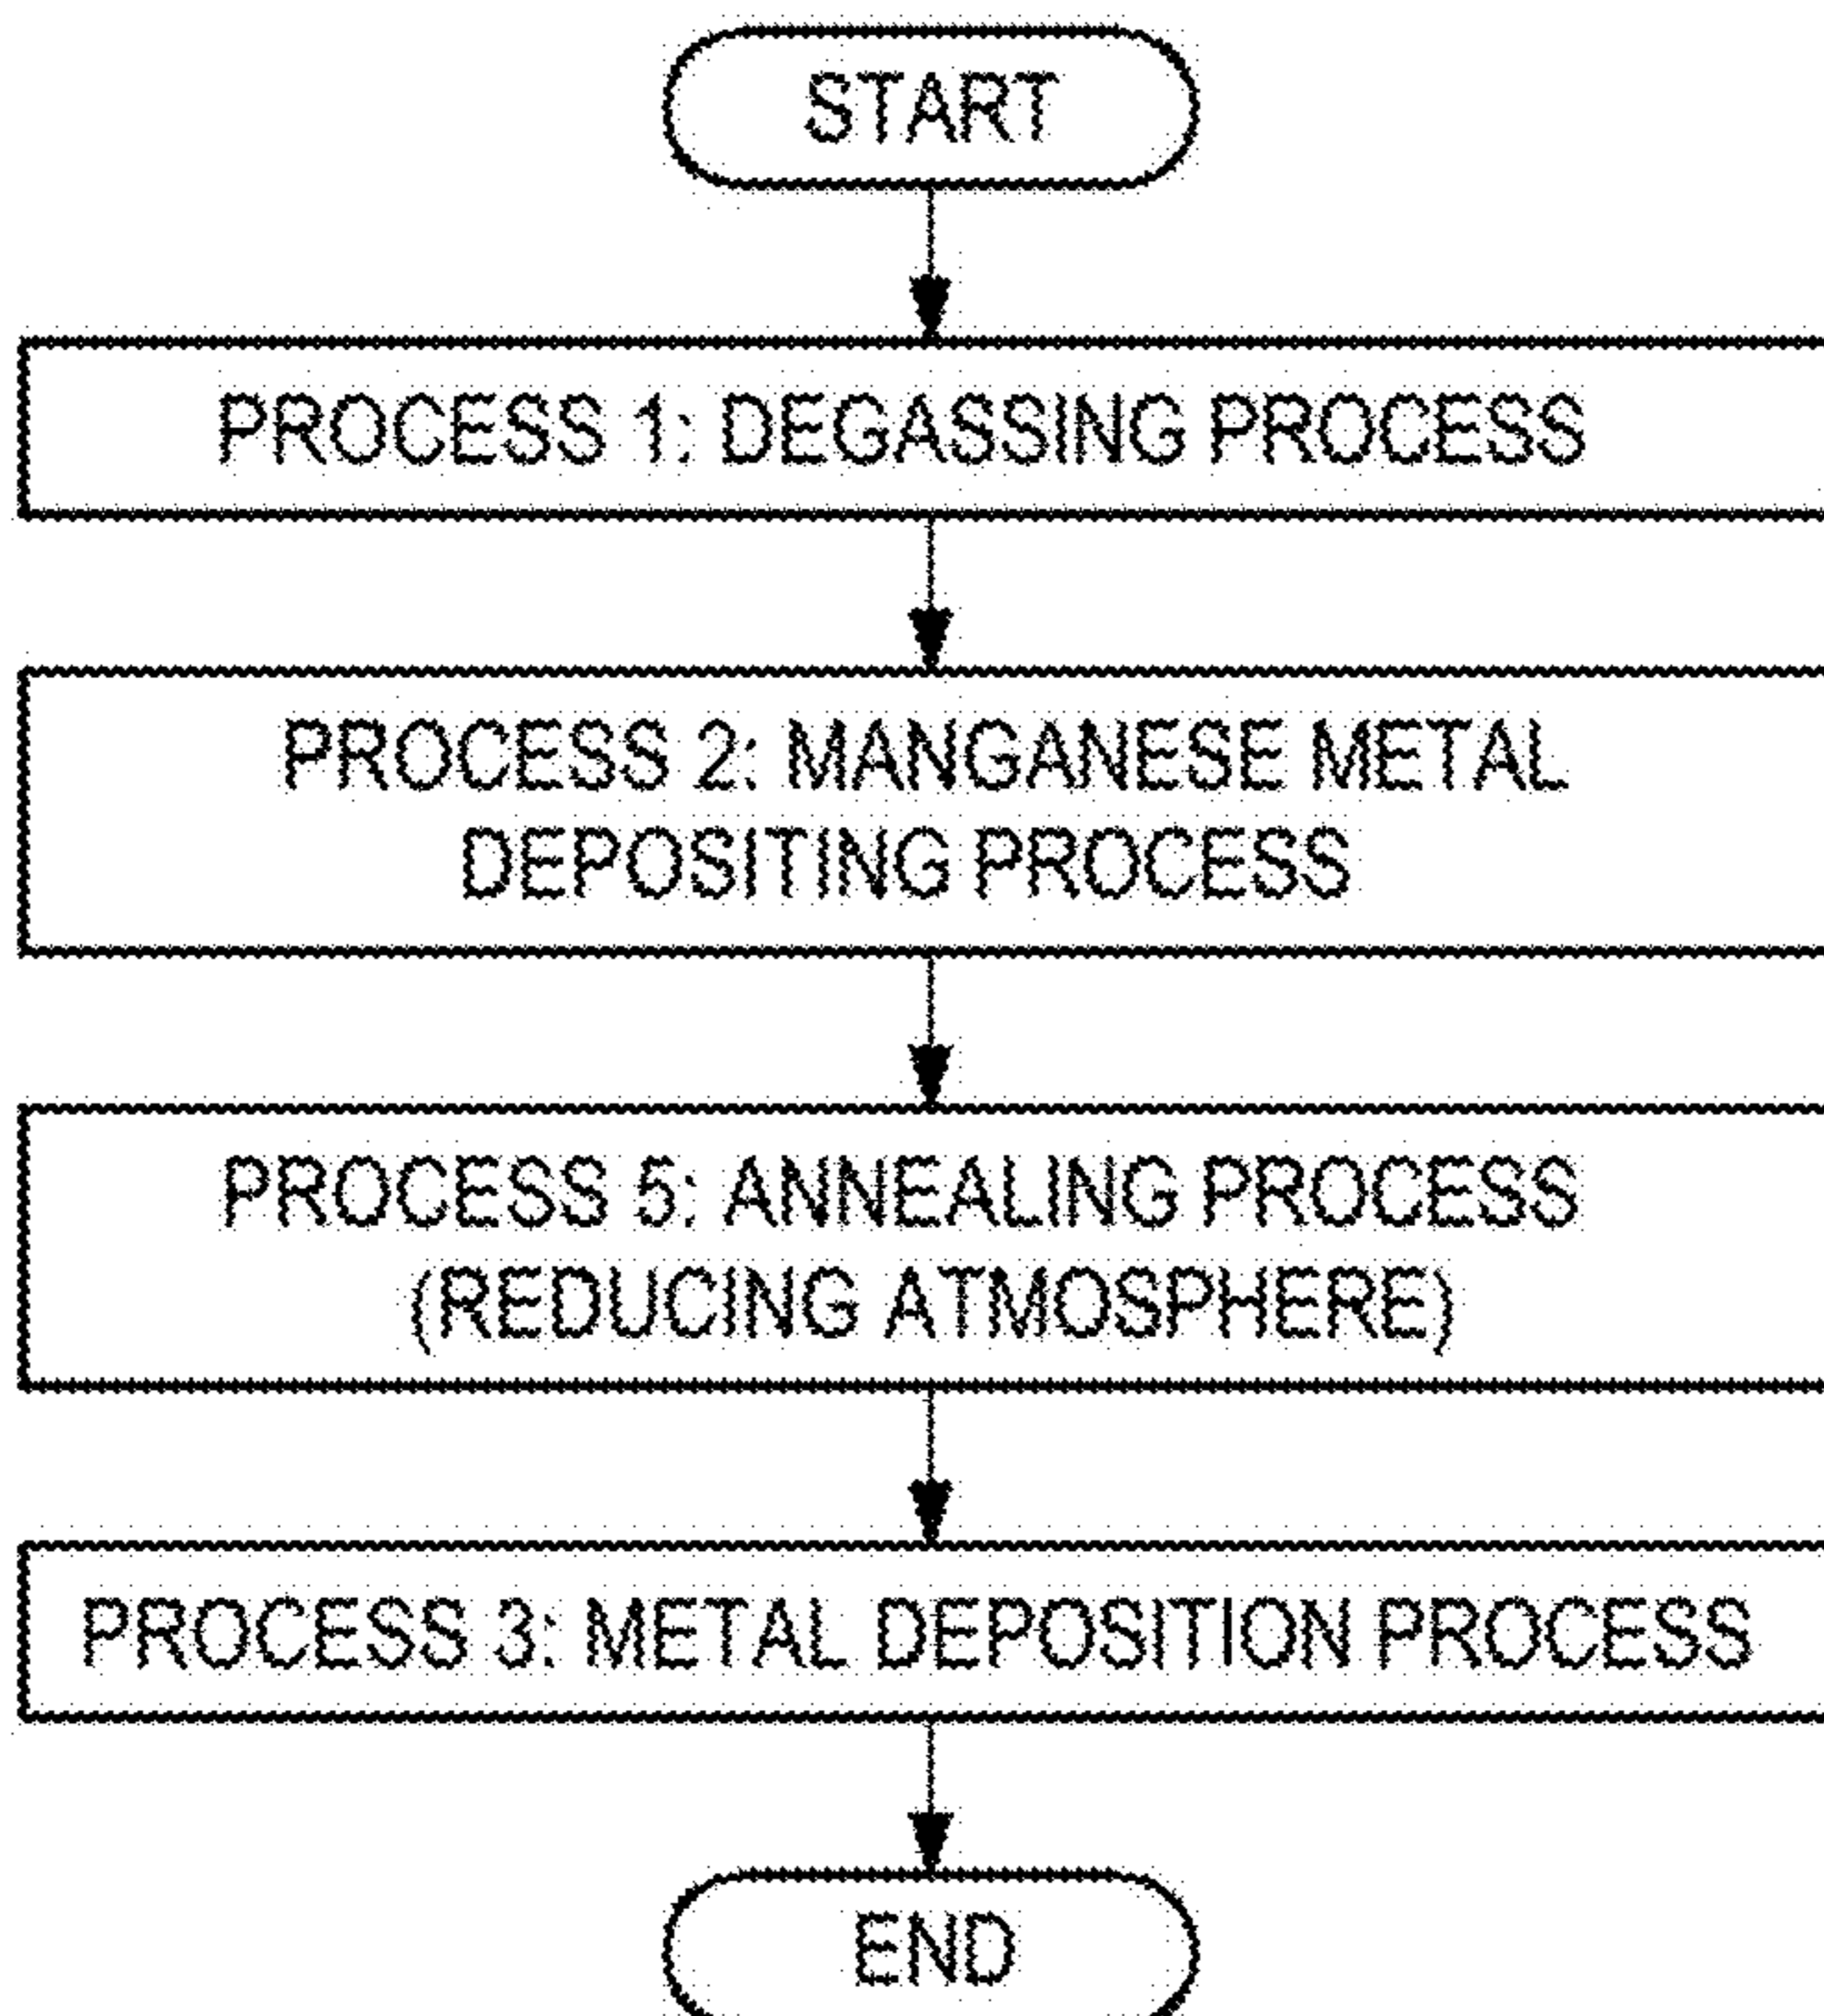 START
PROCESS 1: DEGASSING PROCESS
PROCESS 2: MANGANESE METAL
DEPOSITING PROCESS
PROCESS 5: ANNEALING PROCESS
(REDUCING ATMOSPHERE)
PROCESS 3: METAL DEPOSITION PROCESS
END